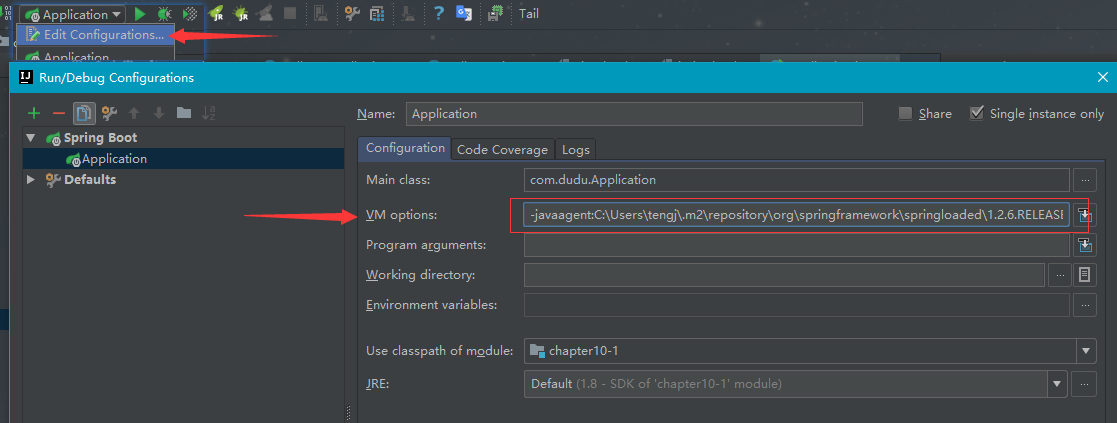 Application
Tail
Edit Configurations...
Application
Run/Debug Configurations
Name: Application Share Single instance only
Spring Boot
Application
Defaults
Configuration Code Coverage Logs
Main class: com.dudu.Application
VM options: -javaagent:C:\Users\tengj\.m2\repository\org\springframework\springloaded\1.2.6.RELEASE
Program arguments:
Working directory:
Environment variables:
Use classpath of module: chapter10-1
JRE: Default (1.8 - SDK of 'chapter10-1' module)